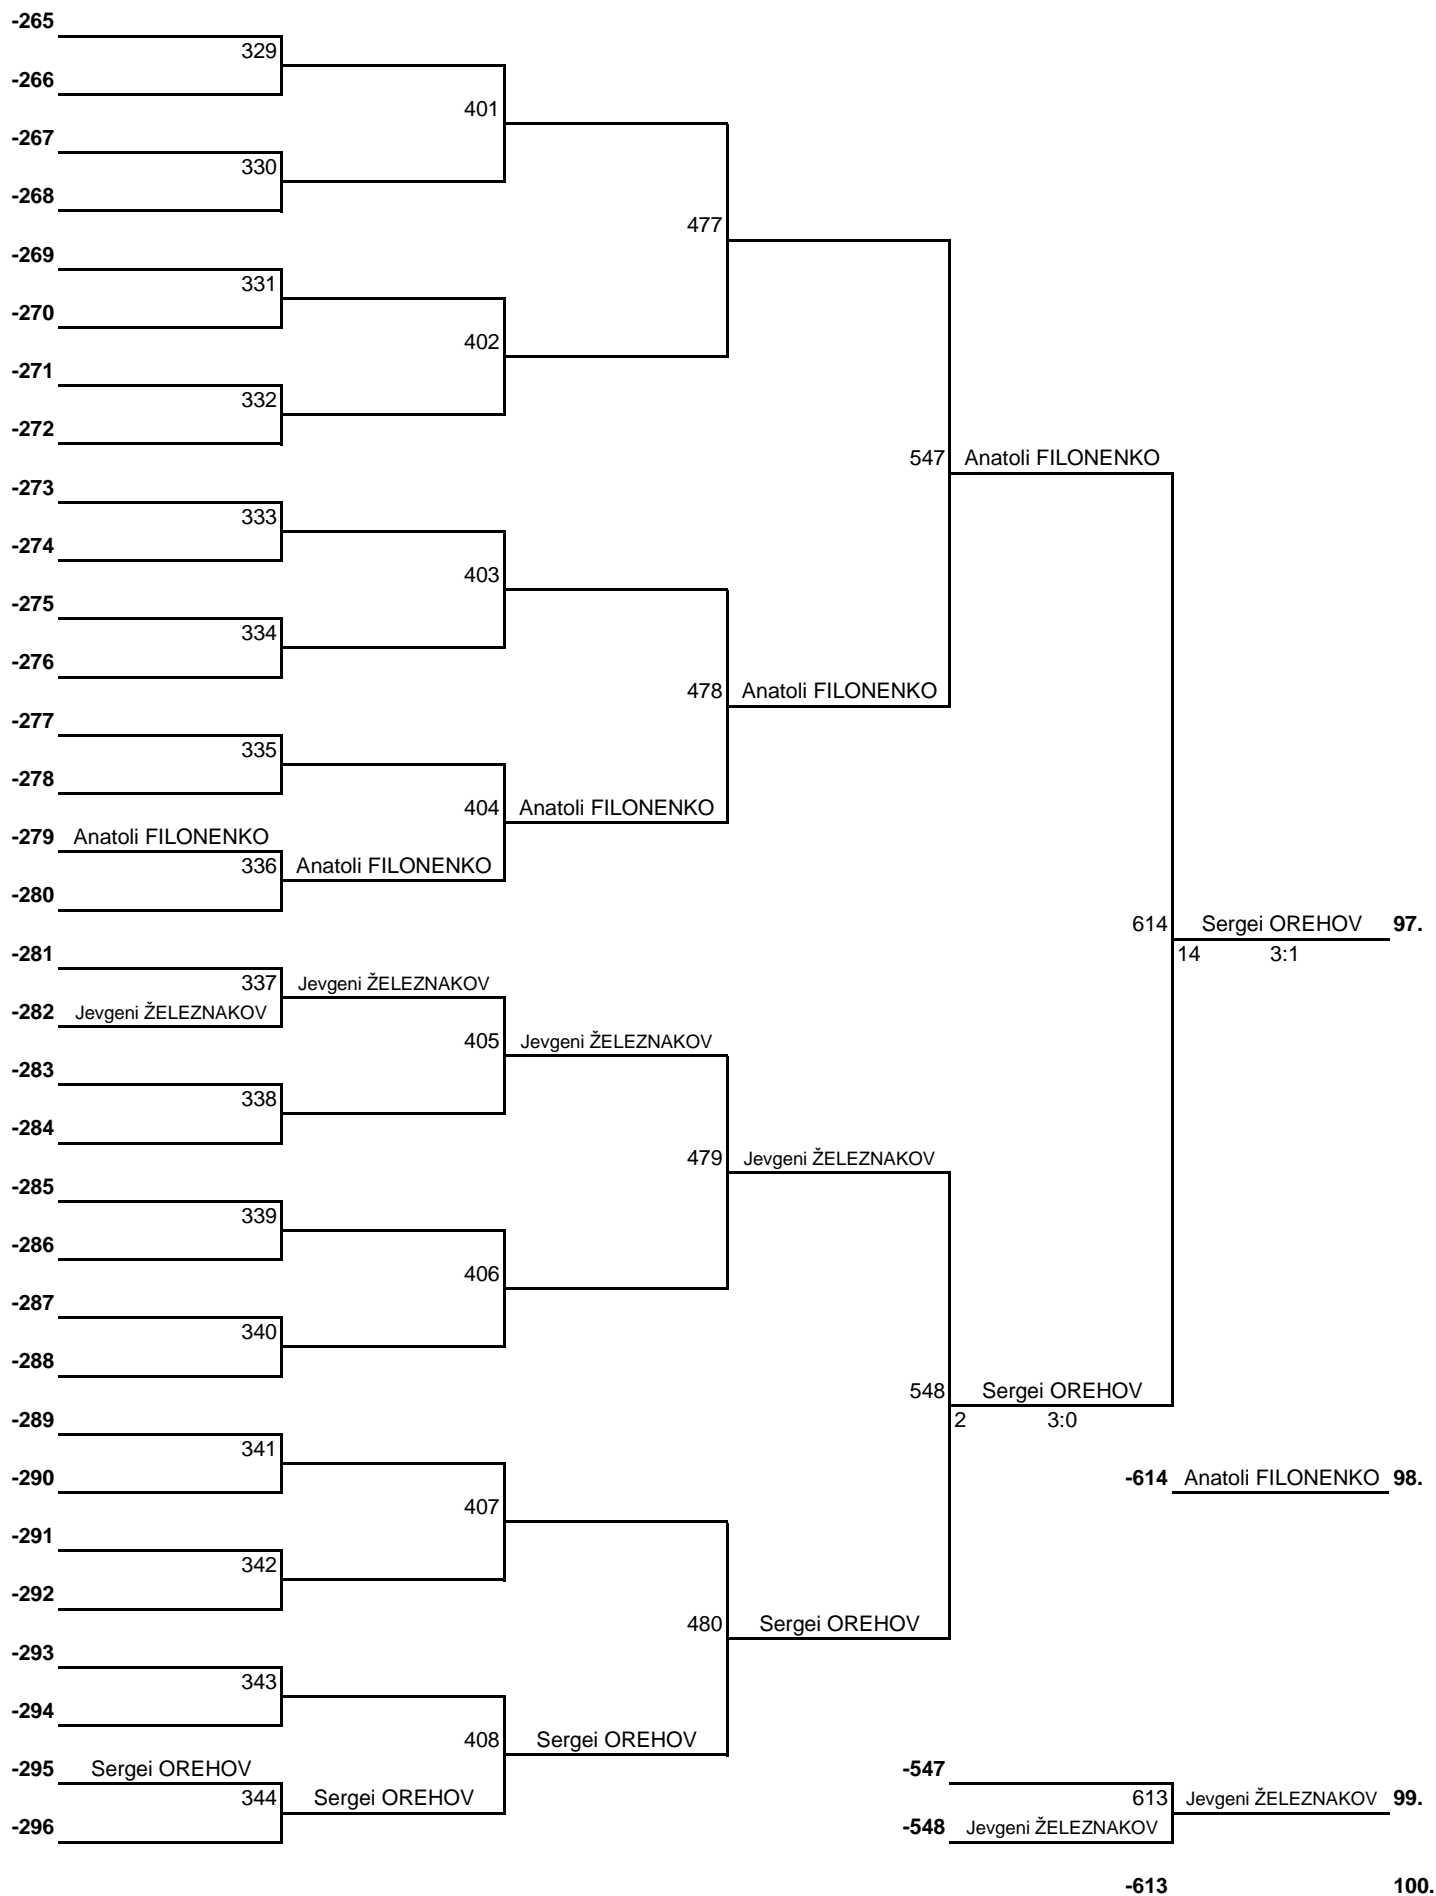 -265
329
-266
401
-267
330
-268
477
-269
331
-270
402
-271
332
-272
547 Anatoli FILONENKO
-273
333
-274
403
-275
334
-276
478 Anatoli FILONENKO
-277
335
-278
404 Anatoli FILONENKO
-279 Anatoli FILONENKO
336 Anatoli FILONENKO
-280
614 Sergei OREHOV 97.
14 3:1
-281
337 Jevgeni ŽELEZNAKOV
-282 Jevgeni ŽELEZNAKOV
405 Jevgeni ŽELEZNAKOV
-283
338
-284
479 Jevgeni ŽELEZNAKOV
-285
339
-286
406
-287
340
-288
548 Sergei OREHOV
2 3:0
-289
341
-290
-614 Anatoli FILONENKO 98.
407
-291
342
-292
480 Sergei OREHOV
-293
343
-294
408 Sergei OREHOV
-295 Sergei OREHOV
344 Sergei OREHOV
-296
-547
613 Jevgeni ŽELEZNAKOV 99.
-548 Jevgeni ŽELEZNAKOV
-613 100.